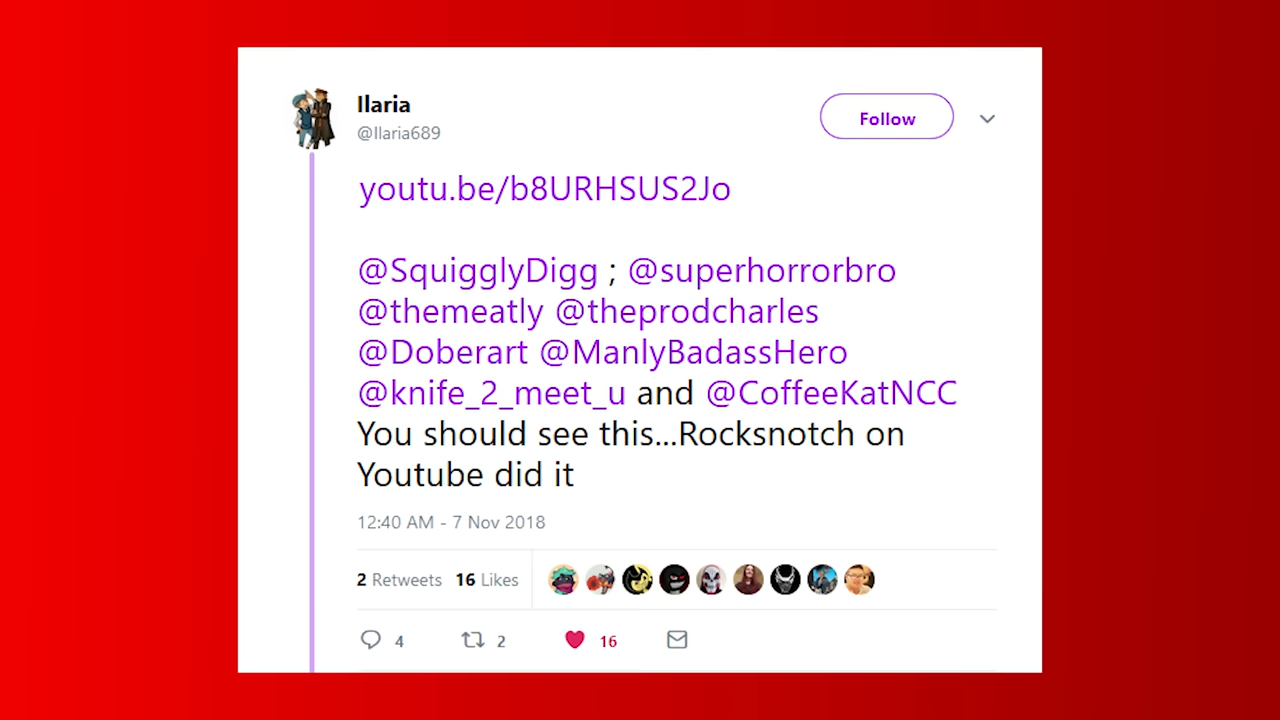 Ilaria
@Ilaria689
Follow
youtu.be/b8URHSUS2Jo
@SquigglyDigg ; @superhorrorbro
@themeatly @theprodcharles
@Doberart @ManlyBadassHero
@knife_2_meet_u and @CoffeeKatNCC
You should see this...Rocksnotch on
Youtube did it
12:40 AM - 7 Nov 2018
2 Retweets 16 Likes
4 2 16